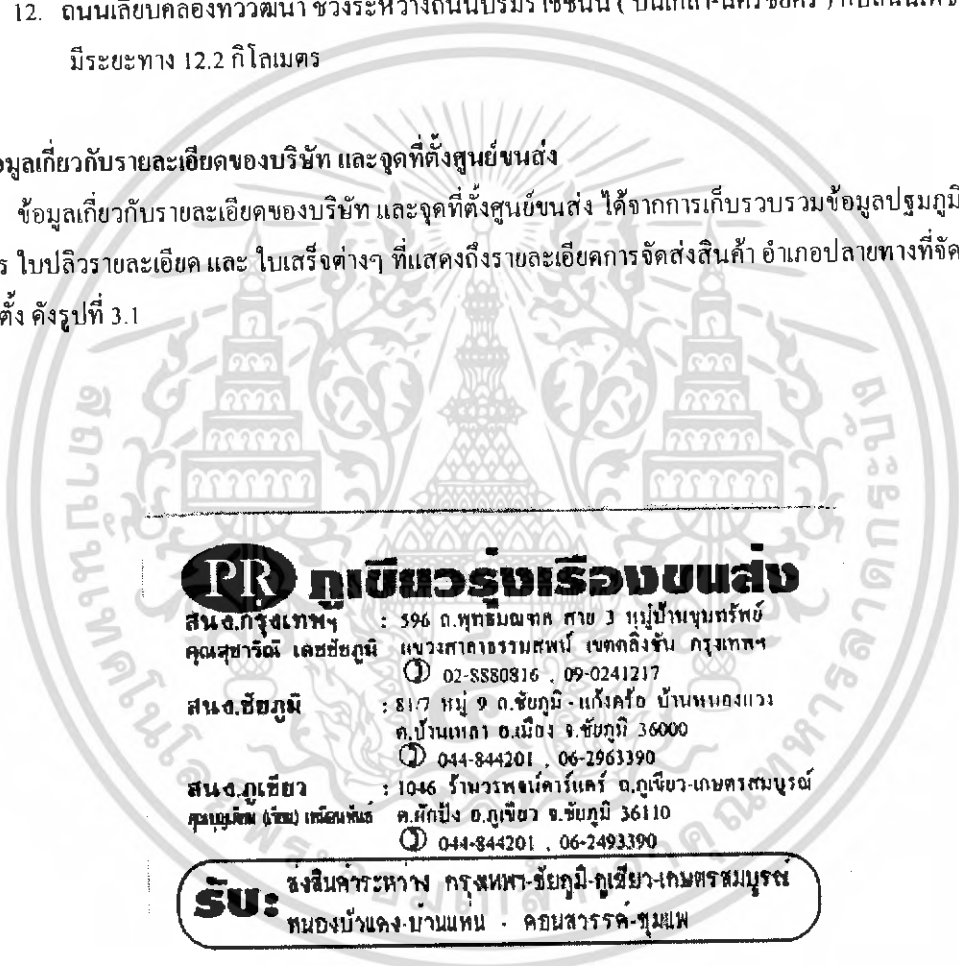 12. ถนนเลียบคลองทวีวัฒนา ช่วงระหว่างถนนบรมราชชนนี ( ปิ่นเกล้า-นครชัยศรี )
มีระยะทาง 12.2 กิโลเมตร
อมูลเกี่ยวกับรายละเอียดของบริษัท และจุดที่ตั้งศูนย์ขนส่ง
ข้อมูลเกี่ยวกับรายละเอียดของบริษัท และจุดที่ตั้งศูนย์ขนส่ง ได้จากการเก็บรวบรวมข้อมูลปฐมภูมิ
ร ใบปลิวรายละเอียด และ ใบเสร็จต่างๆ ที่แสดงถึงรายละเอียดการจัดส่งสินค้า อำเภอปลายทางที่จัด
ตั้ง ดังรูปที่ 3.1
PR ภูเขียวรุ่งเรืองขนส่ง
สนง.กรุงเทพฯ : 596 ถ.พุทธมณฑล สาย 3 หมู่บ้านขุมทรัพย์
คุณสุชาริณี เดชชัยภูมิ แขวงศาลาธรรมสพน์ เขตตลิ่งชัน กรุงเทพฯ
02-8880816 , 09-0241217
สนง.ชัยภูมิ : 81/7 หมู่ 9 ถ.ชัยภูมิ - แก้งคร้อ บ้านหนองแวง
ต.บ้านเหล่า อ.เมือง จ.ชัยภูมิ 36000
044-844201 , 06-2963390
สนง.ภูเขียว : 1046 ร้านวรพจน์คาร์แคร์ ถ.ภูเขียว-เกษตรสมบูรณ์
ต.ผักปัง อ.ภูเขียว จ.ชัยภูมิ 36110
044-844201 , 06-2493390
รับ: ส่งสินค้าระหว่าง กรุงเทพฯ-ชัยภูมิ-ภูเขียว-เกษตรสมบูรณ์
หนองบัวแดง-บ้านแท่น - คอนสวรรค์-ชุมแพ